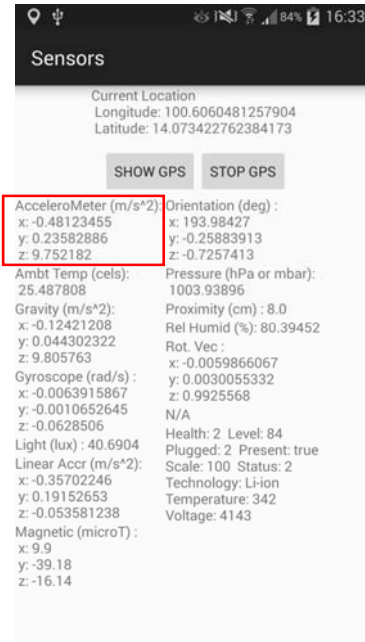 84% 16:33
Sensors
Current Location
Longitude: 100.6060481257904
Latitude: 14.073422762384173
SHOW GPS STOP GPS
AcceleroMeter (m/s^2):
x: -0.48123455
y: 0.23582886
z: 9.752182
Ambt Temp (cels):
25.487808
Gravity (m/s^2):
x: -0.12421208
y: 0.044302322
z: 9.805763
Gyroscope (rad/s) :
x: -0.0063915867
y: -0.0010652645
z: -0.0628506
Light (lux) : 40.6904
Linear Accr (m/s^2):
x: -0.35702246
y: 0.19152653
z: -0.053581238
Magnetic (microT) :
x: 9.9
y: -39.18
z: -16.14
Orientation (deg) :
x: 193.98427
y: -0.25883913
z: -0.7257413
Pressure (hPa or mbar):
1003.93896
Proximity (cm) : 8.0
Rel Humid (%): 80.39452
Rot. Vec :
x: -0.0059866067
y: 0.0030055332
z: 0.9925568
N/A
Health: 2 Level: 84
Plugged: 2 Present: true
Scale: 100 Status: 2
Technology: Li-ion
Temperature: 342
Voltage: 4143